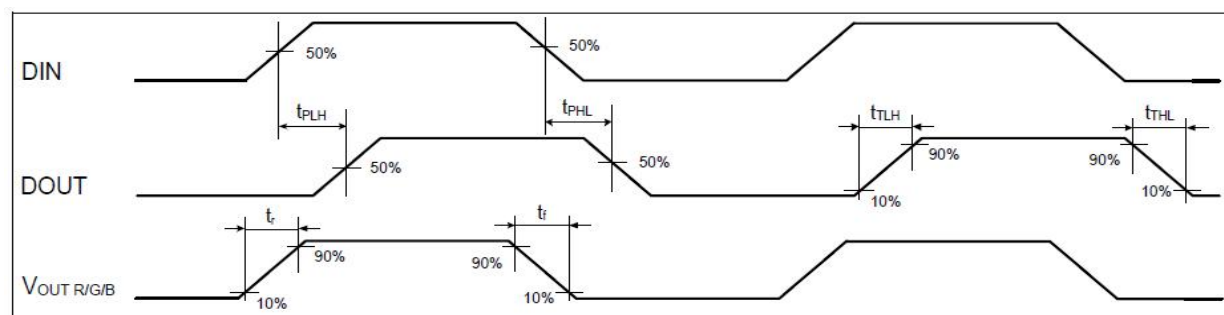 DIN
50%
50%
tPLH
tPHL
tTLH
tTHL
DOUT
50%
50%
90%
90%
10%
10%
tr
tf
VOUT R/G/B
90%
90%
10%
10%